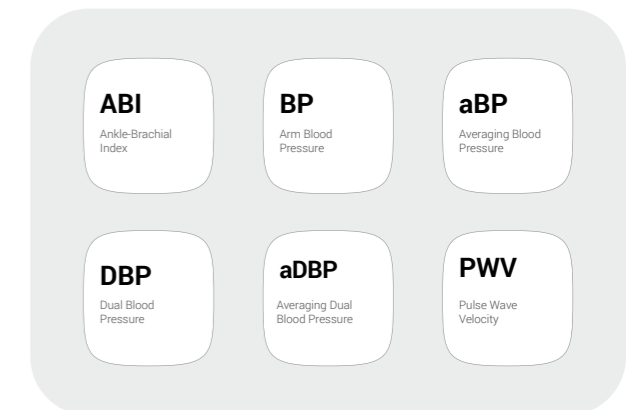 ABI
Ankle-Brachial
Index
BP
Arm Blood
Pressure
aBP
Averaging Blood
Pressure
DBP
Dual Blood
Pressure
aDBP
Averaging Dual
Blood Pressure
PWV
Pulse Wave
Velocity